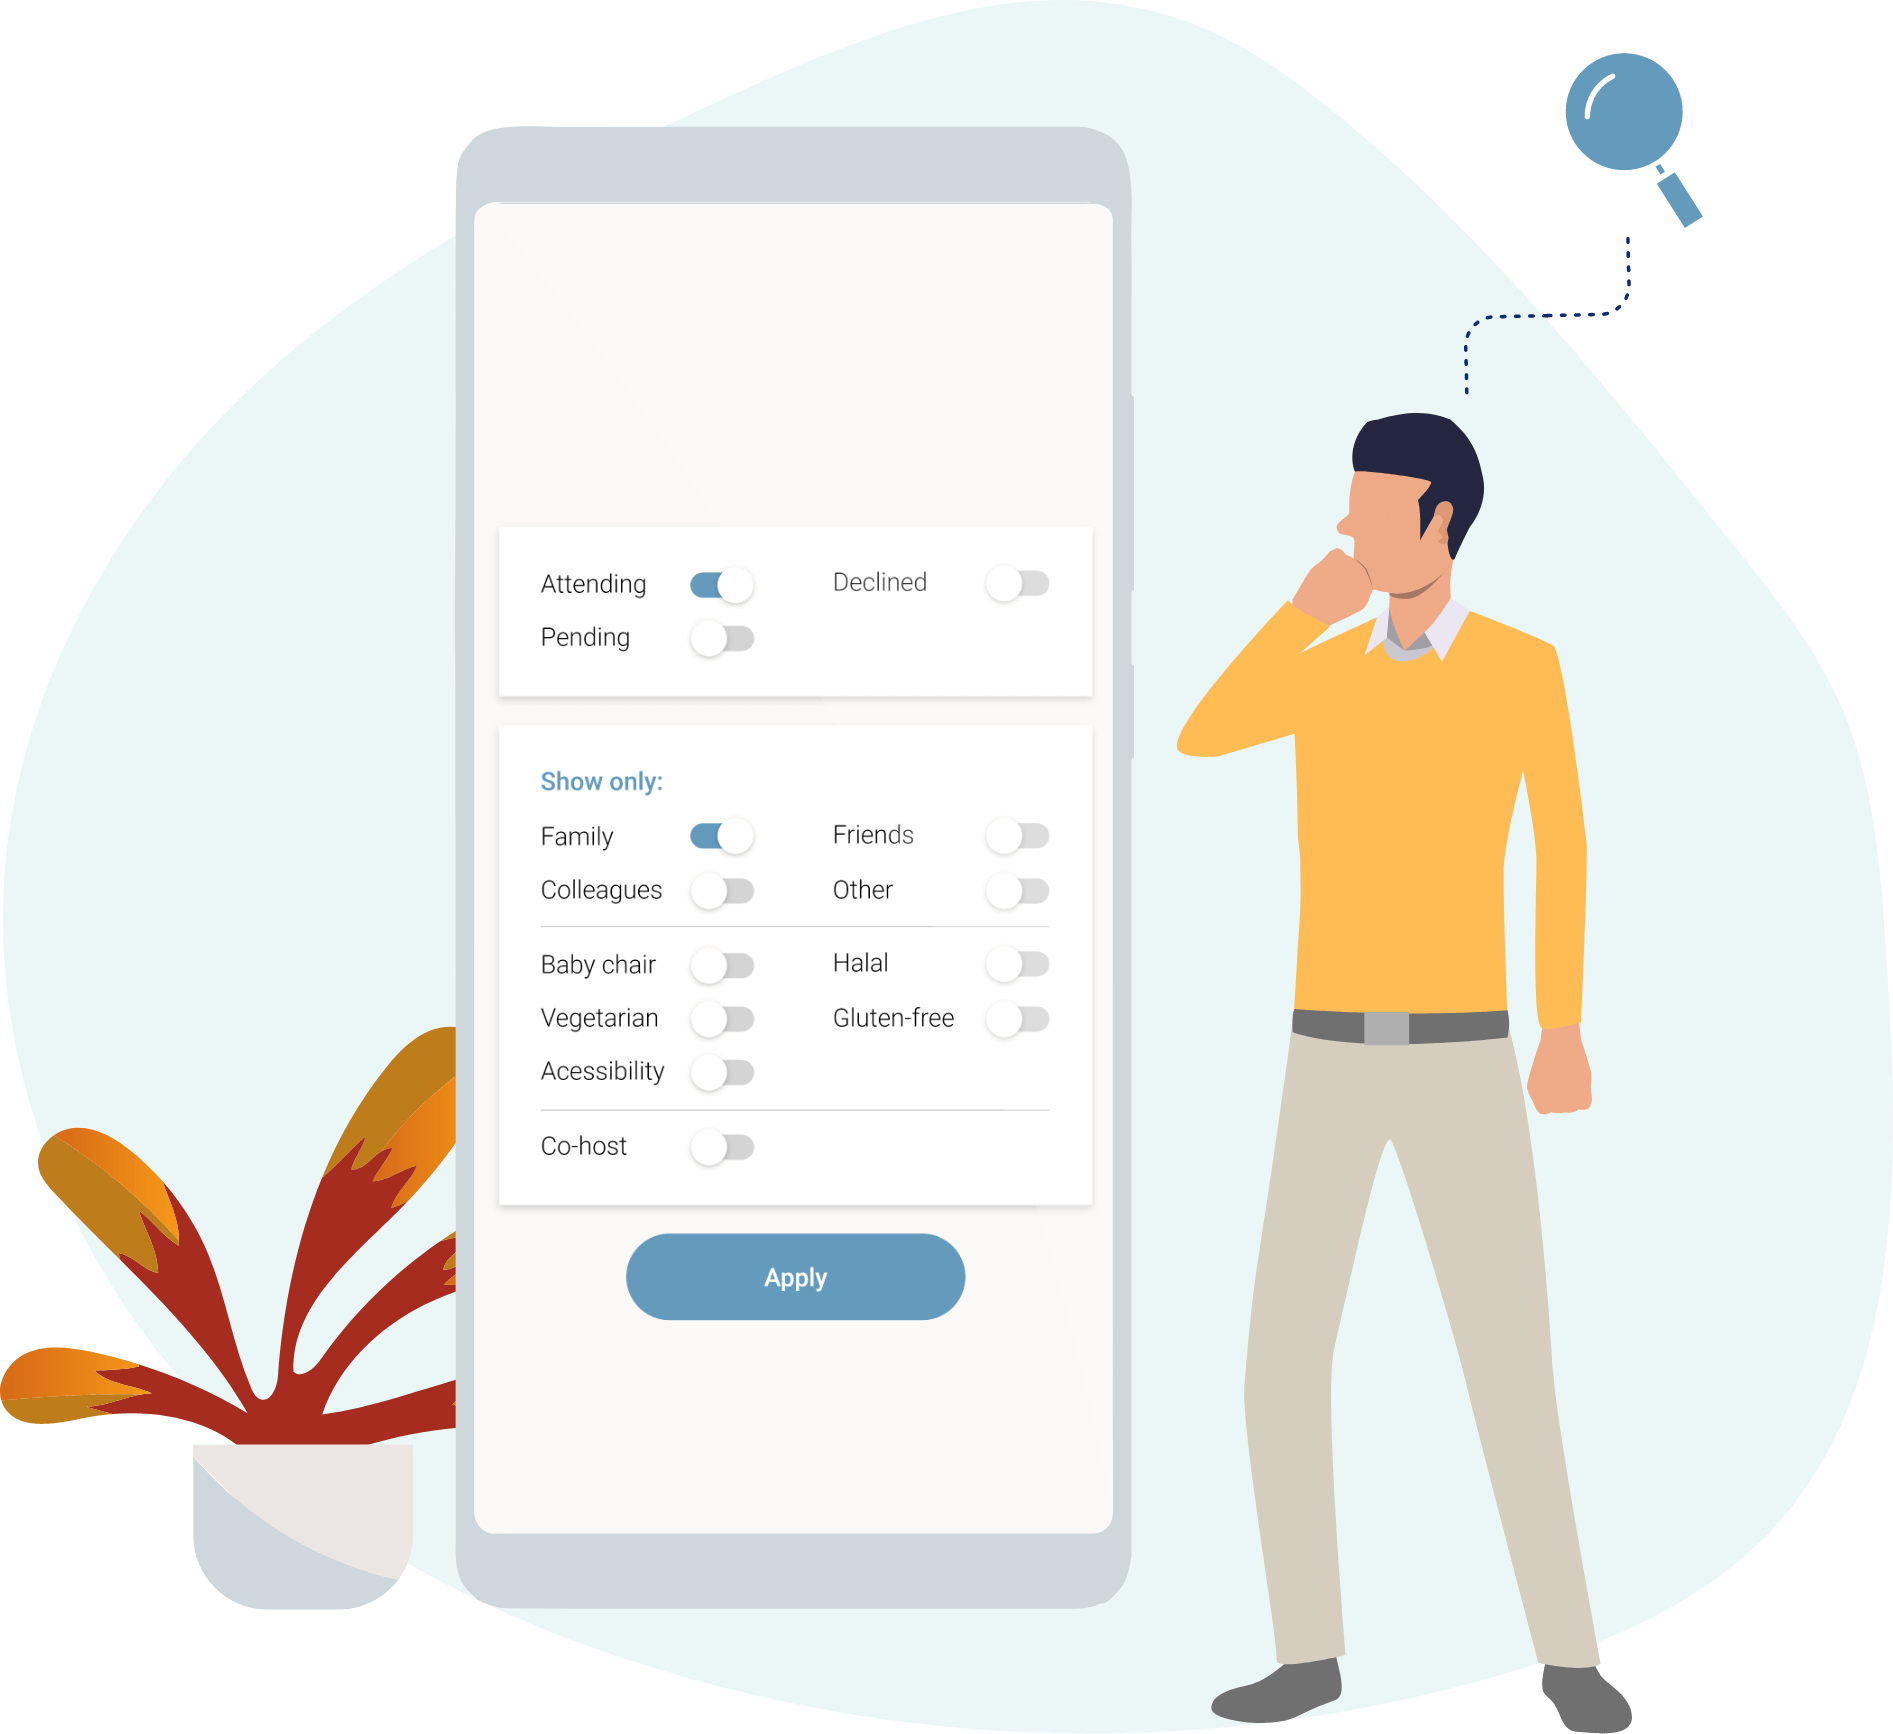 Attending Declined
Pending
Show only:
Family Friends
Colleagues Other
Baby chair Halal
Vegetarian Gluten-free
Acessibility
Co-host
Apply